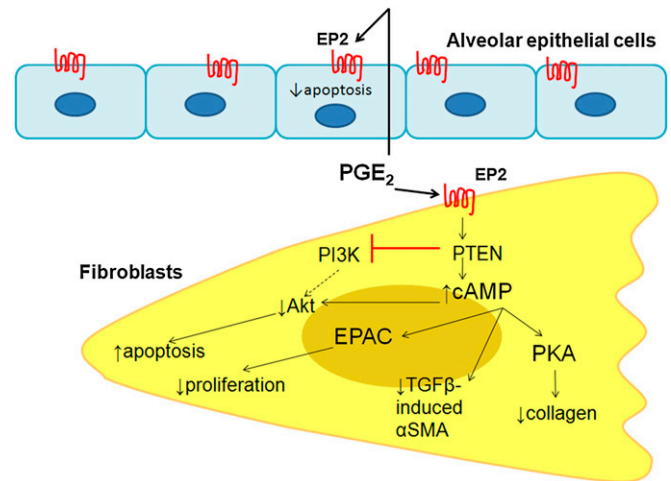 EP2
Alveolar epithelial cells
↓apoptosis
PGE₂
EP2
PI3K
PTEN
Fibroblasts
↑cAMP
↓Akt
EPAC
↑apoptosis
PKA
↓proliferation
↓TGFβ-
induced
αSMA
↓collagen